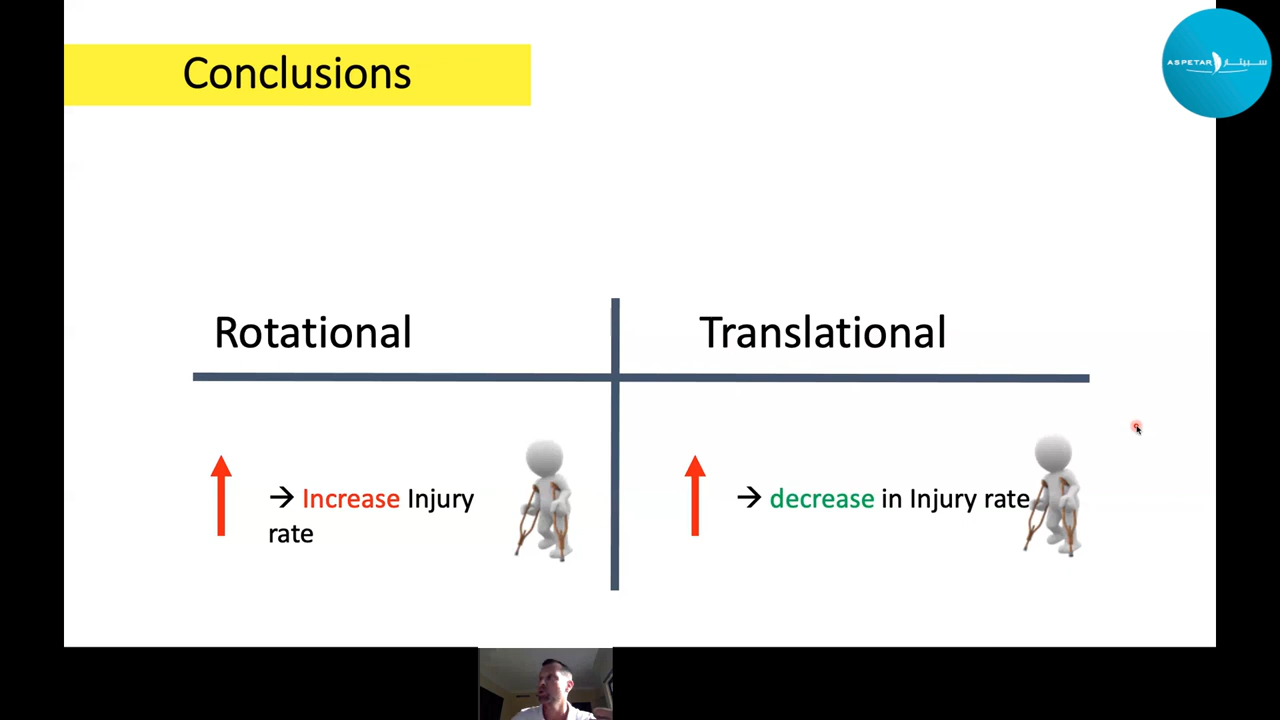 Conclusions
ASPETAR سبيتار
Rotational
Translational
→ Increase Injury
rate
→ decrease in Injury rate